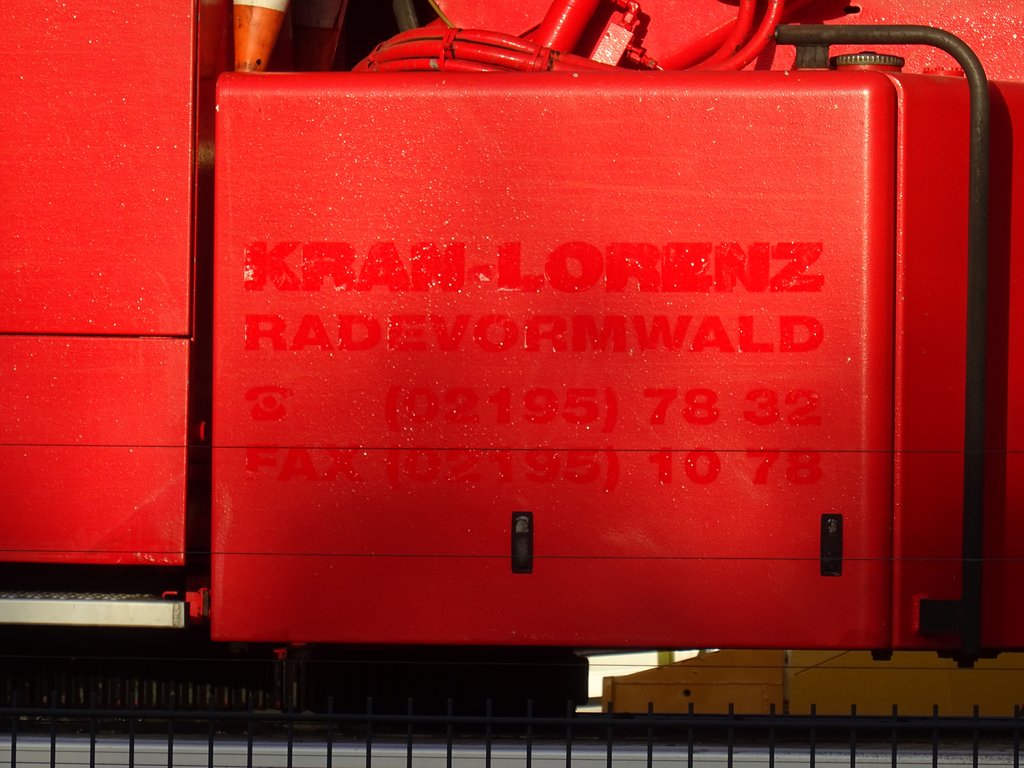 KRAN-LORENZ
RADEVORMWALD
☎ (02195) 78 32
FAX (02195) 10 78